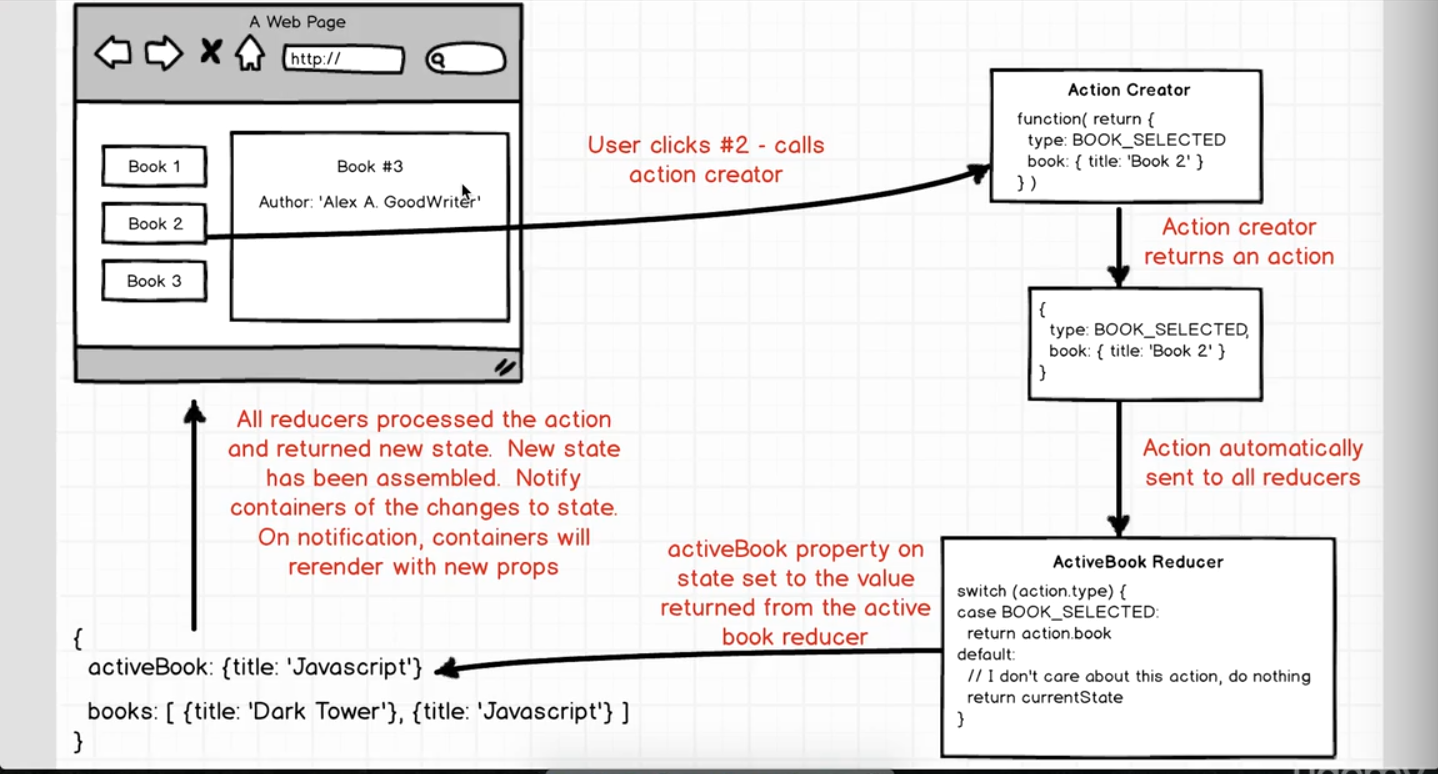 A Web Page
http://
Book 1
Book 2
Book 3
Book #3
Author: 'Alex A. GoodWriter'
User clicks #2 - calls
action creator
Action Creator
function( return {
type: BOOK_SELECTED
book: { title: 'Book 2' }
} )
Action creator
returns an action
{
type: BOOK_SELECTED,
book: { title: 'Book 2' }
}
Action automatically
sent to all reducers
ActiveBook Reducer
switch (action.type) {
case BOOK_SELECTED:
return action.book
default:
// I don't care about this action, do nothing
return currentState
}
activeBook property on
state set to the value
returned from the active
book reducer
All reducers processed the action
and returned new state. New state
has been assembled. Notify
containers of the changes to state.
On notification, containers will
rerender with new props
{
activeBook: {title: 'Javascript'}
books: [ {title: 'Dark Tower'}, {title: 'Javascript'} ]
}